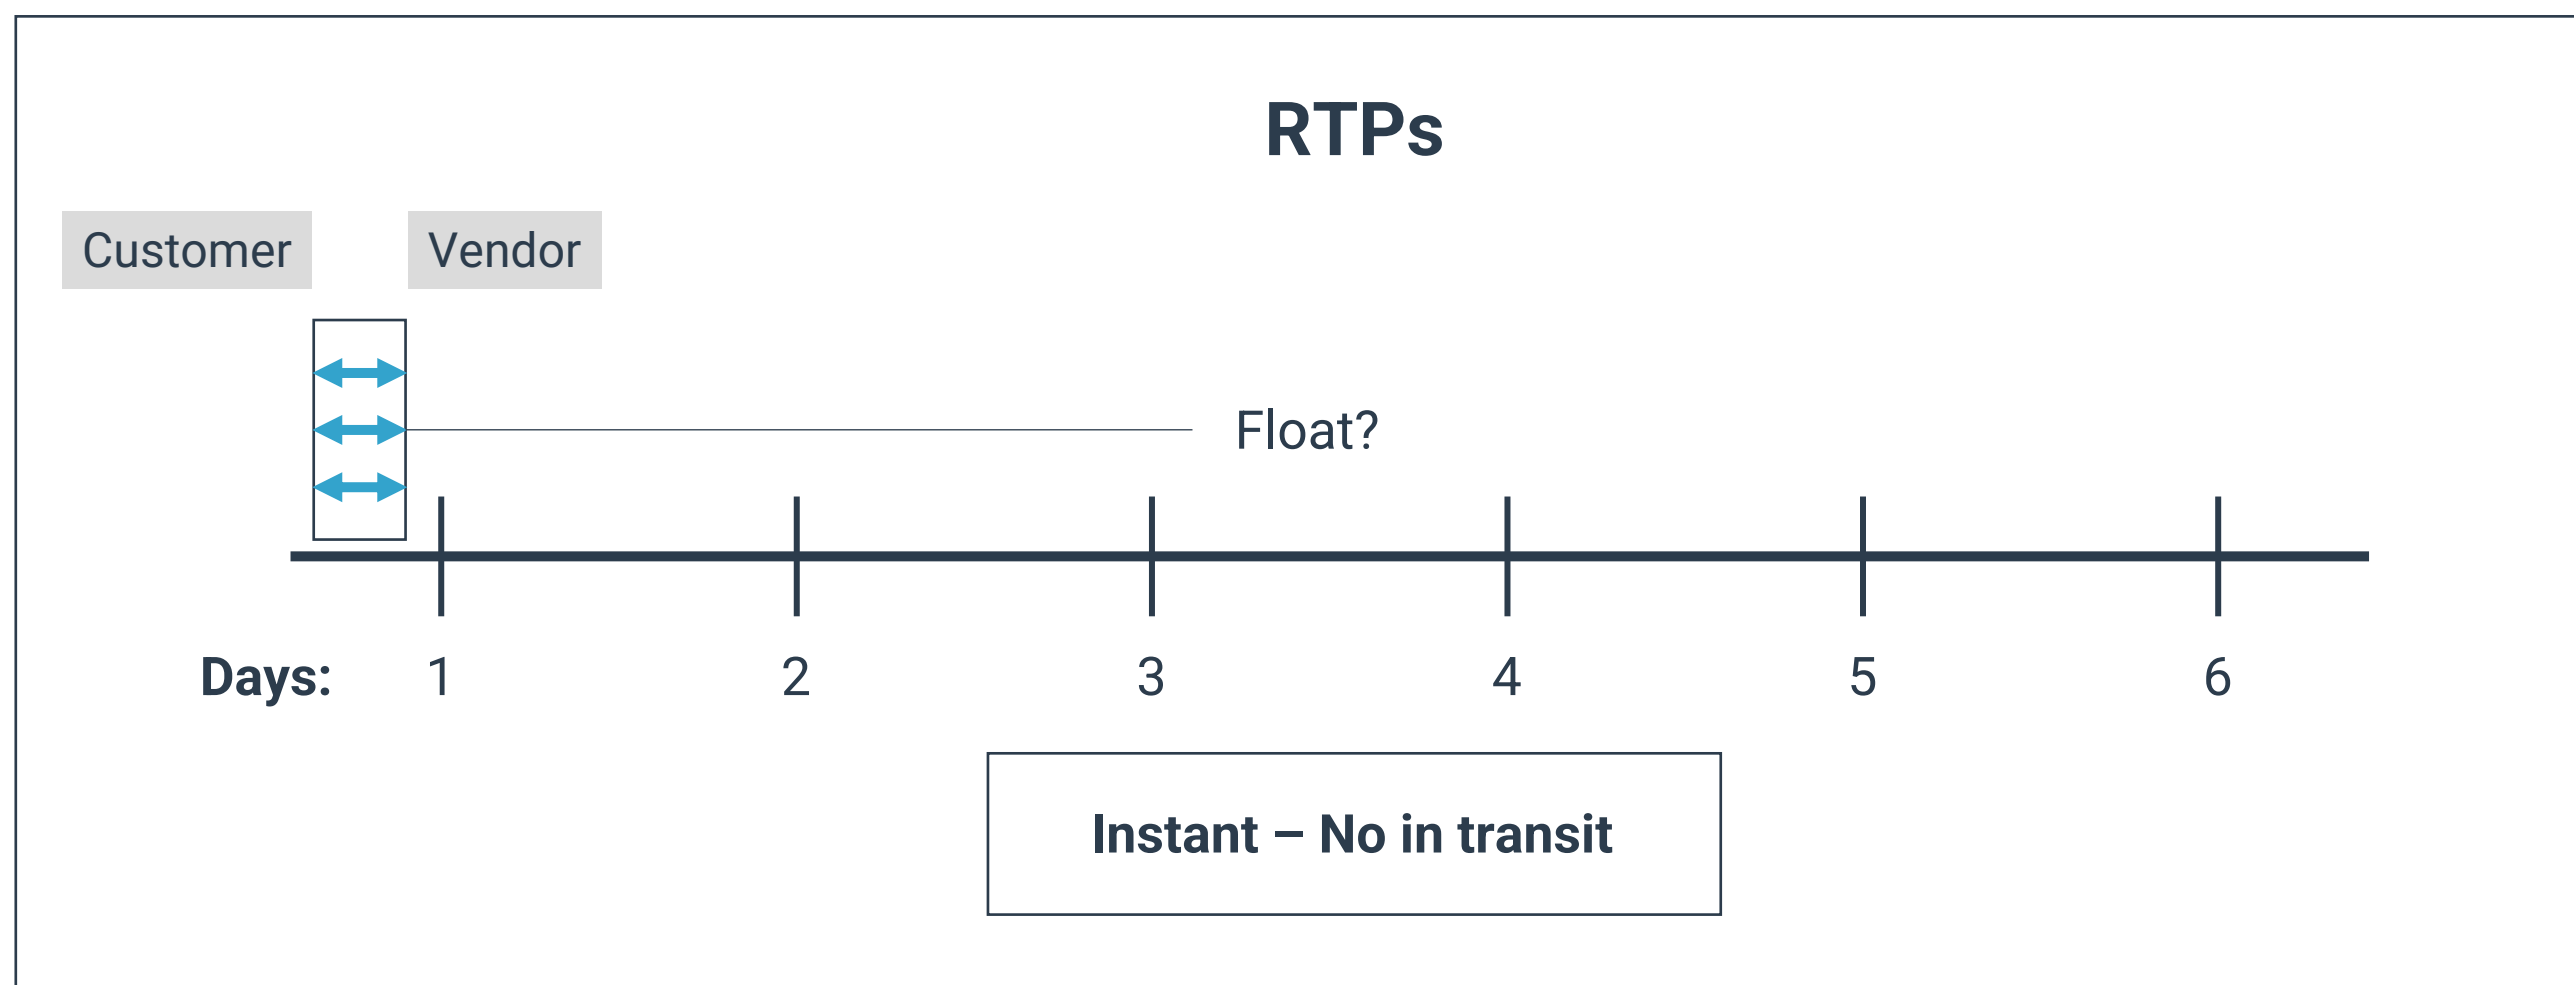 RTPs
Customer Vendor
Float?
Days: 1 2 3 4 5 6
Instant – No in transit